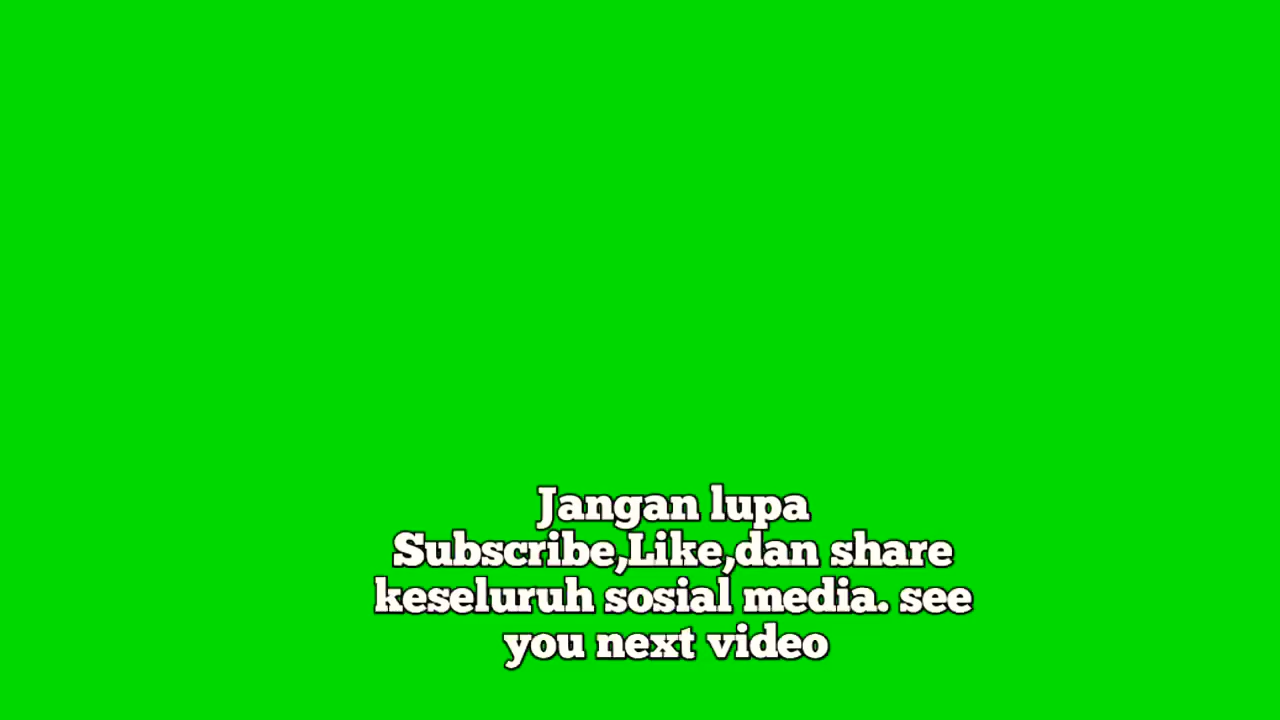 Jangan lupa
Subscribe,Like,dan share
keseluruh sosial media. see
you next video